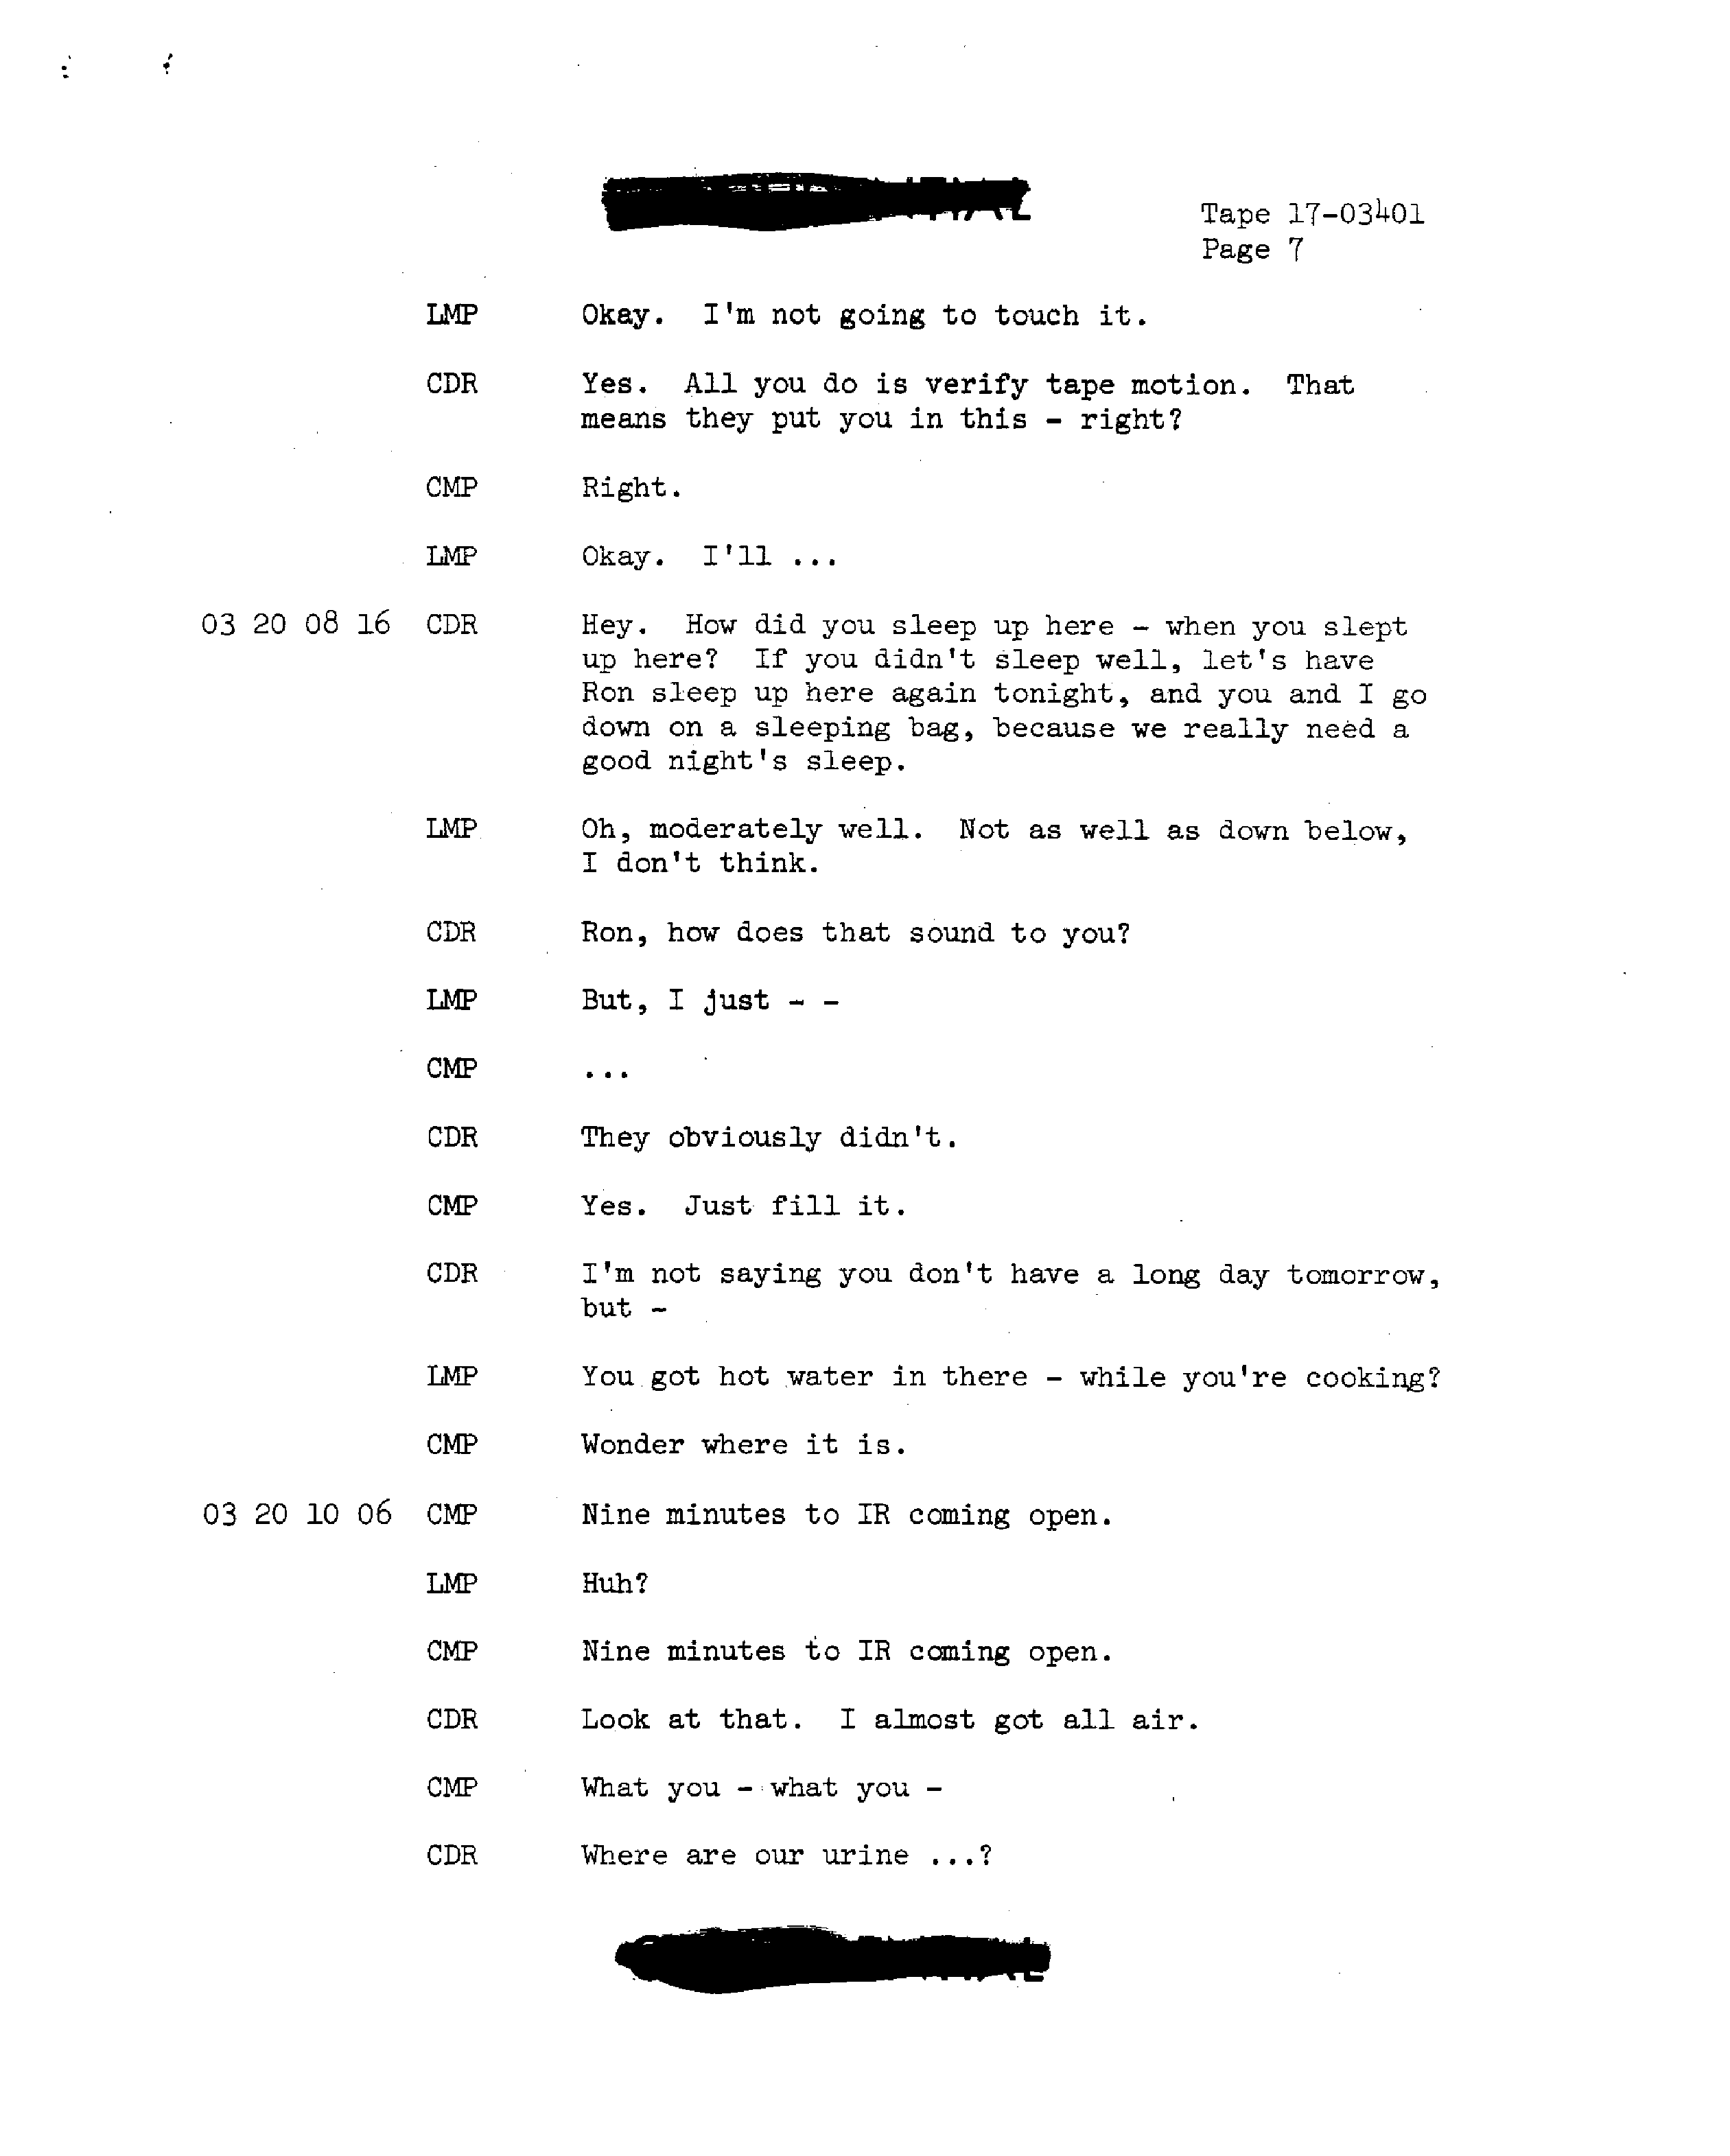 Tape 17-03401
Page 7
LMP Okay. I'm not going to touch it.
CDR Yes. All you do is verify tape motion. That
means they put you in this - right?
CMP Right.
LMP Okay. I'll ...
03 20 08 16 CDR Hey. How did you sleep up here - when you slept
up here? If you didn't sleep well, let's have
Ron sleep up here again tonight, and you and I go
down on a sleeping bag, because we really need a
good night's sleep.
LMP Oh, moderately well. Not as well as down below,
I don't think.
CDR Ron, how does that sound to you?
LMP But, I just - -
CMP ...
CDR They obviously didn't.
CMP Yes. Just fill it.
CDR I'm not saying you don't have a long day tomorrow,
but -
LMP You got hot water in there - while you're cooking?
CMP Wonder where it is.
03 20 10 06 CMP Nine minutes to IR coming open.
LMP Huh?
CMP Nine minutes to IR coming open.
CDR Look at that. I almost got all air.
CMP What you - what you -
CDR Where are our urine ...?